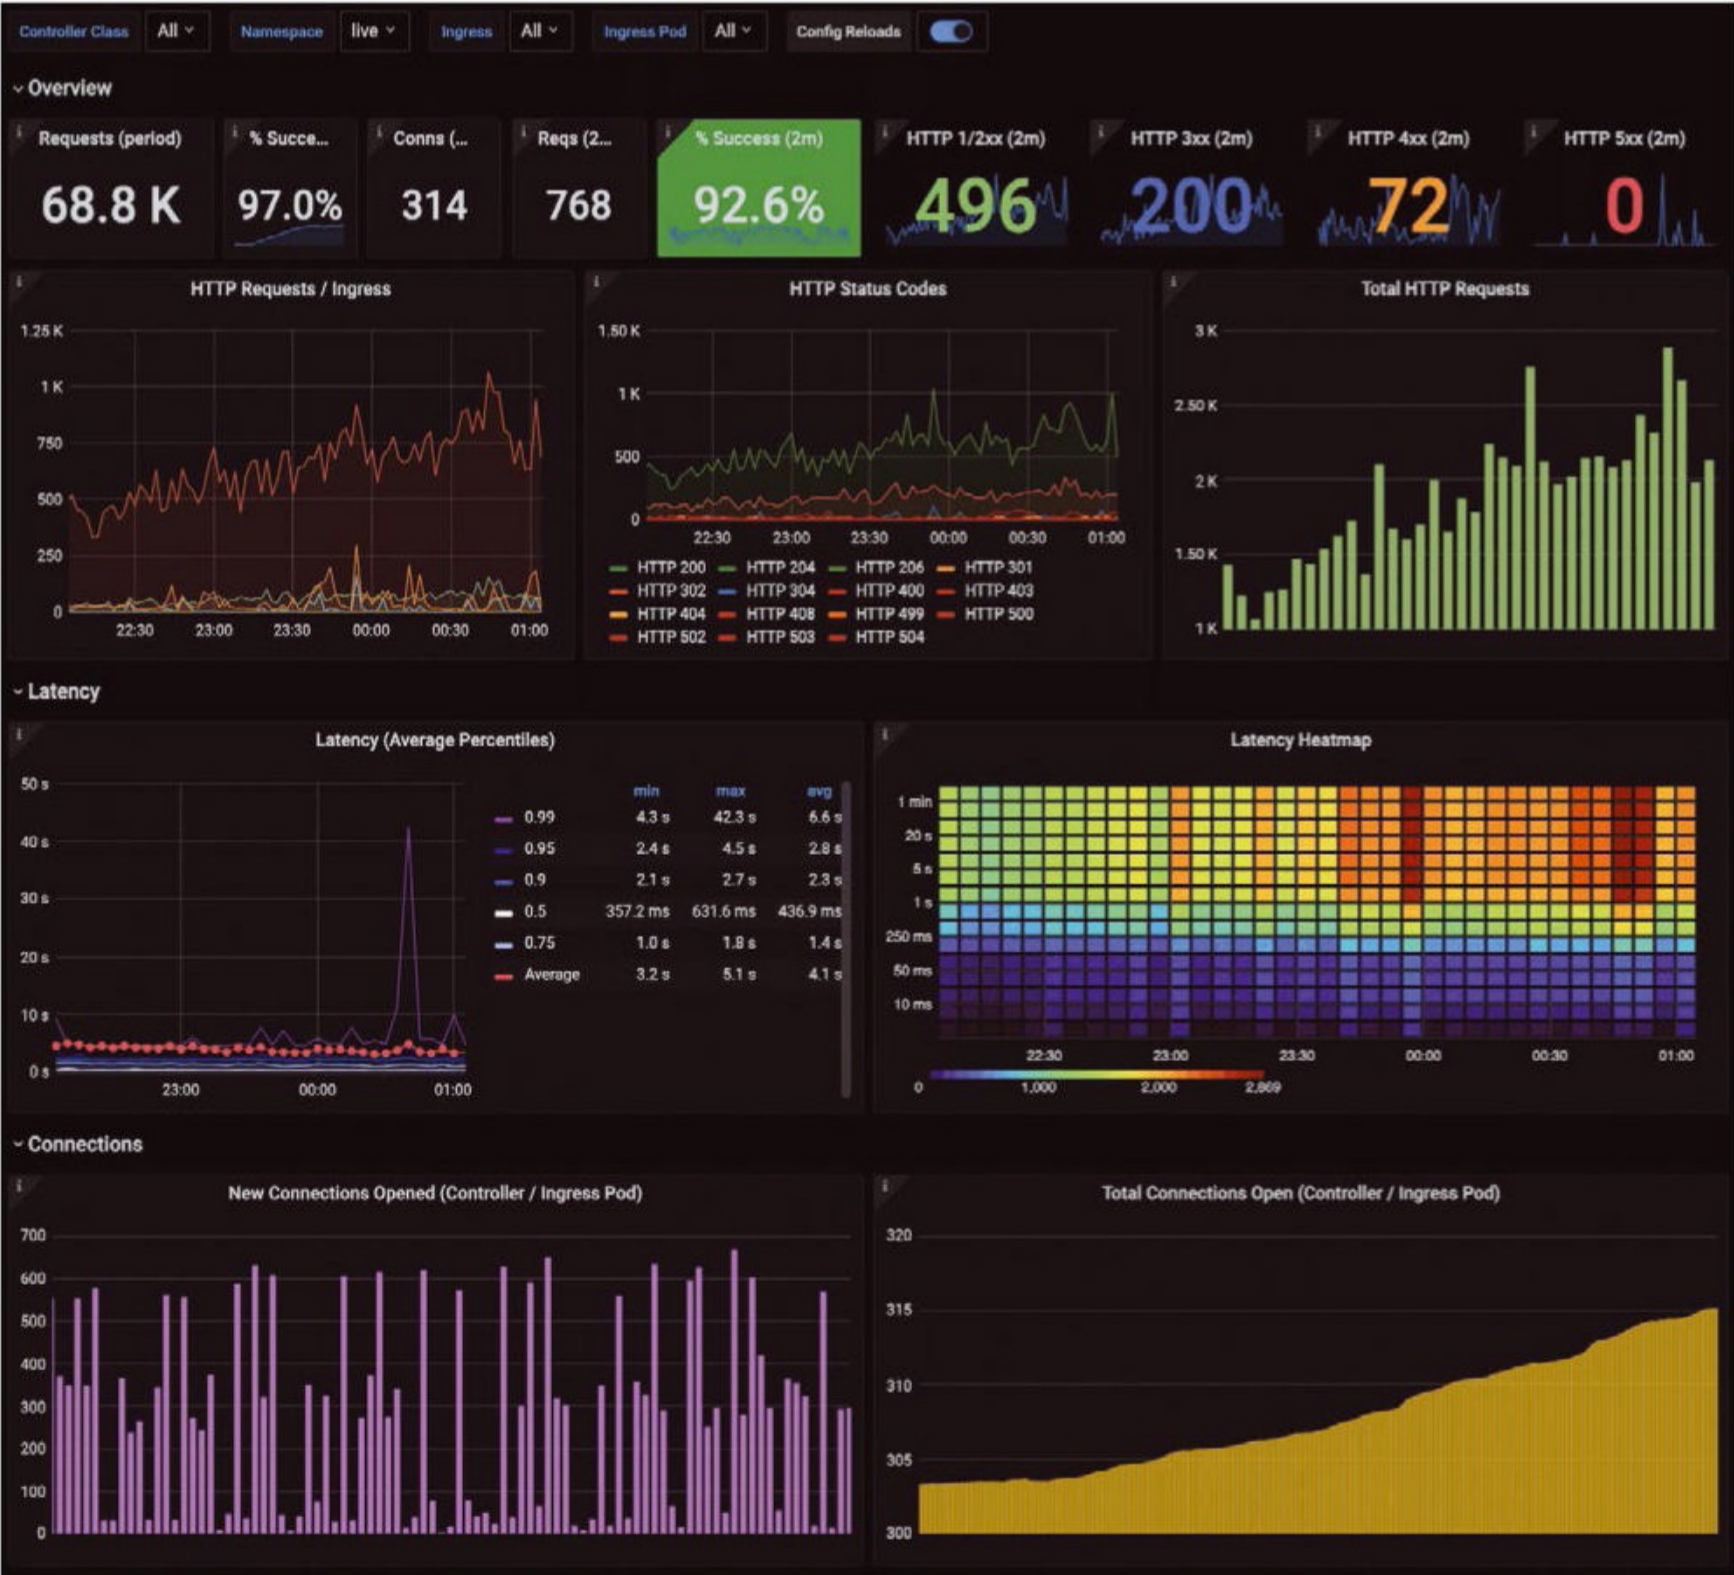 Controller Class All Namespace live Ingress All Ingress Pod All Config Reloads
Overview
Requests (period)
68.8 K
% Succe...
97.0%
Conns (...
314
Reqs (2...
768
% Success (2m)
92.6%
HTTP 1/2xx (2m)
496
HTTP 3xx (2m)
200
HTTP 4xx (2m)
72
HTTP 5xx (2m)
0
HTTP Requests / Ingress
1.25 K
1 K
750
500
250
0
22:30 23:00 23:30 00:00 00:30 01:00
HTTP Status Codes
1.50 K
1 K
500
0
22:30 23:00 23:30 00:00 00:30 01:00
HTTP 200 HTTP 204 HTTP 206 HTTP 301
HTTP 302 HTTP 304 HTTP 400 HTTP 403
HTTP 404 HTTP 408 HTTP 499 HTTP 500
HTTP 502 HTTP 503 HTTP 504
Total HTTP Requests
3 K
2.50 K
2 K
1.50 K
1 K
Latency
Latency (Average Percentiles)
50 s
40 s
30 s
20 s
10 s
0 s
23:00 00:00 01:00
min max avg
0.99 4.3 s 42.3 s 6.6 s
0.95 2.4 s 4.5 s 2.8 s
0.9 2.1 s 2.7 s 2.3 s
0.5 357.2 ms 631.6 ms 436.9 ms
0.75 1.0 s 1.8 s 1.4 s
Average 3.2 s 5.1 s 4.1 s
Latency Heatmap
1 min
20 s
5 s
1 s
250 ms
50 ms
10 ms
22:30 23:00 23:30 00:00 00:30 01:00
0 1,000 2,000 2,869
Connections
New Connections Opened (Controller / Ingress Pod)
700
600
500
400
300
200
100
0
Total Connections Open (Controller / Ingress Pod)
320
315
310
305
300